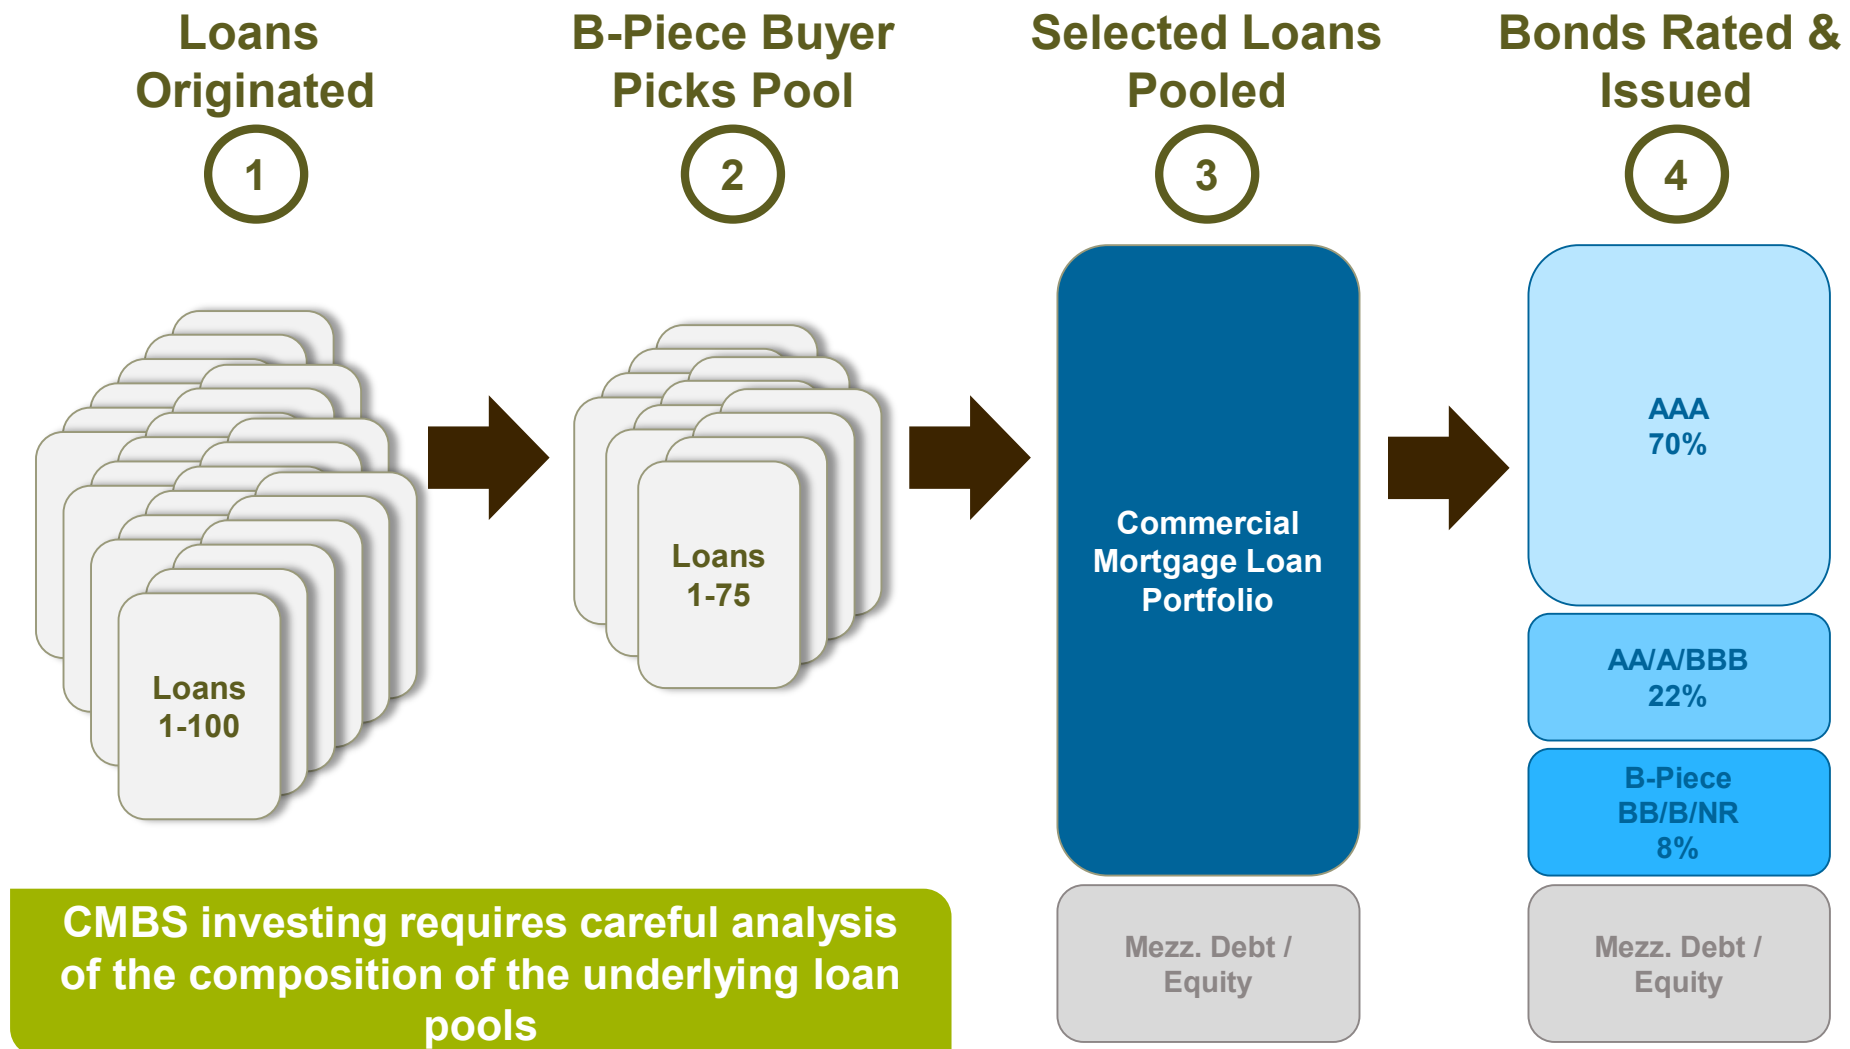 Loans
Originated
1
B-Piece Buyer
Picks Pool
2
Selected Loans
Pooled
3
Bonds Rated &
Issued
4
Loans
1-100
Loans
1-75
Commercial
Mortgage Loan
Portfolio
Mezz. Debt /
Equity
AAA
70%
AA/A/BBB
22%
B-Piece
BB/B/NR
8%
Mezz. Debt /
Equity
CMBS investing requires careful analysis
of the composition of the underlying loan
pools